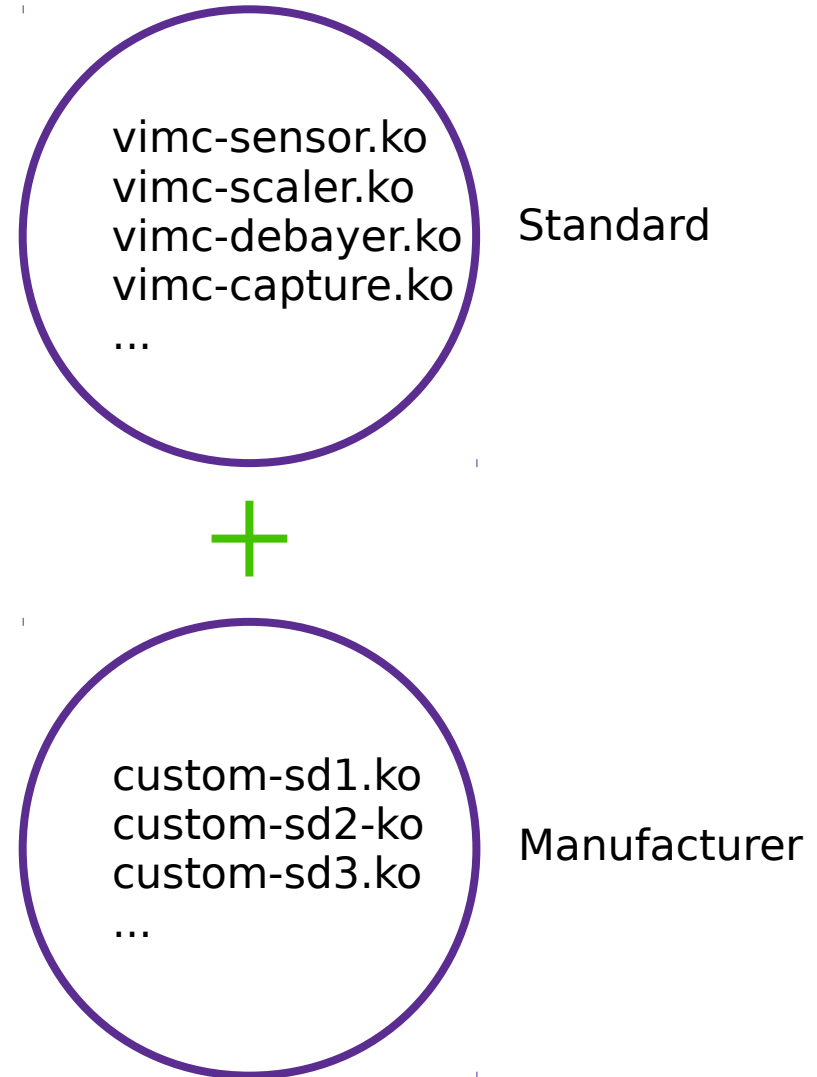 vimc-sensor.ko
vimc-scaler.ko
vimc-debayer.ko
vimc-capture.ko
...
Standard
custom-sd1.ko
custom-sd2-ko
custom-sd3.ko
...
Manufacturer